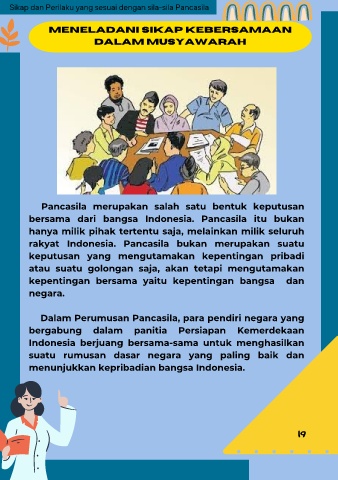 Sikap dan Perilaku yang sesuai dengan sila-sila Pancasila
MENELADANI SIKAP KEBERSAMAAN
DALAM MUSYAWARAH
Pancasila merupakan salah satu bentuk keputusan
bersama dari bangsa Indonesia. Pancasila itu bukan
hanya milik pihak tertentu saja, melainkan milik seluruh
rakyat Indonesia. Pancasila bukan merupakan suatu
keputusan yang mengutamakan kepentingan pribadi
atau suatu golongan saja, akan tetapi mengutamakan
kepentingan bersama yaitu kepentingan bangsa dan
negara.
Dalam Perumusan Pancasila, para pendiri negara yang
bergabung dalam panitia Persiapan Kemerdekaan
Indonesia berjuang bersama-sama untuk menghasilkan
suatu rumusan dasar negara yang paling baik dan
menunjukkan kepribadian bangsa Indonesia.
19